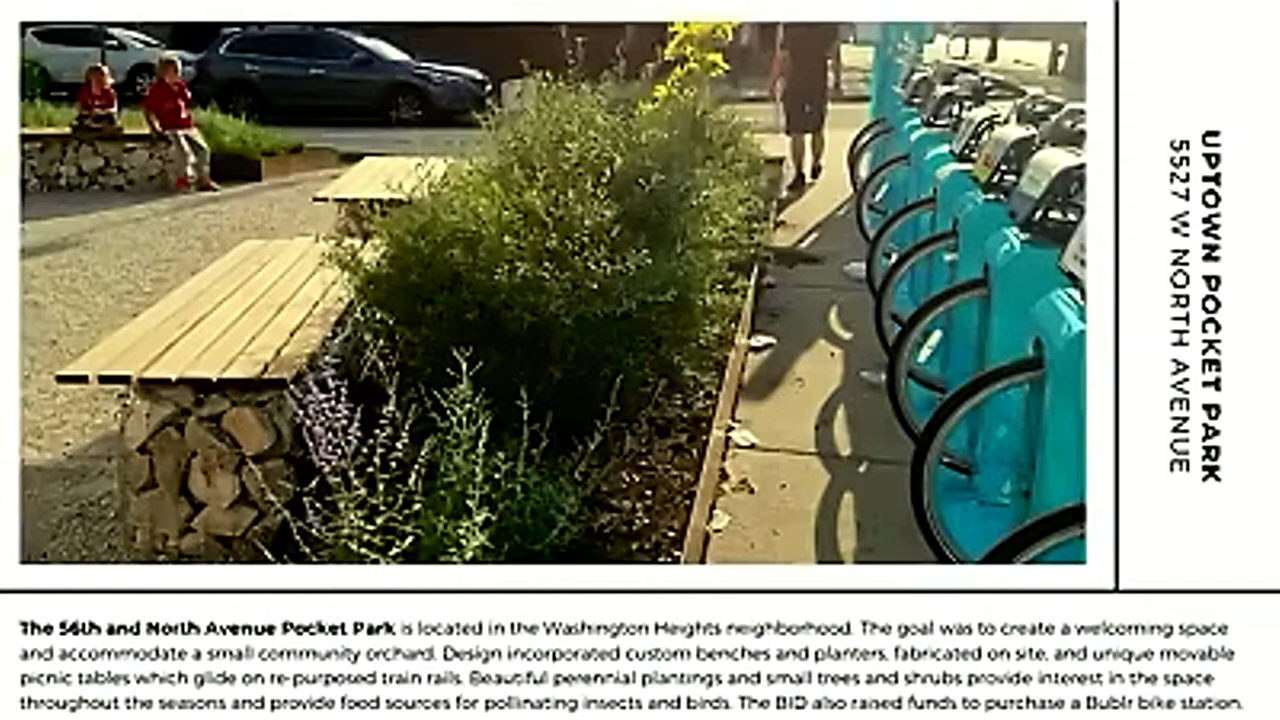 UPTOWN POCKET PARK
5527 W NORTH AVENUE
The 56th and North Avenue Pocket Park is located in the Washington Heights neighborhood. The goal was to create a welcoming space
and accommodate a small community orchard. Design incorporated custom benches and planters, fabricated on site, and unique movable
picnic tables which glide on re-purposed train rails. Beautiful perennial plantings and small trees and shrubs provide interest in the space
throughout the seasons and provide food sources for pollinating insects and birds. The BID also raised funds to purchase a Bublr bike station.